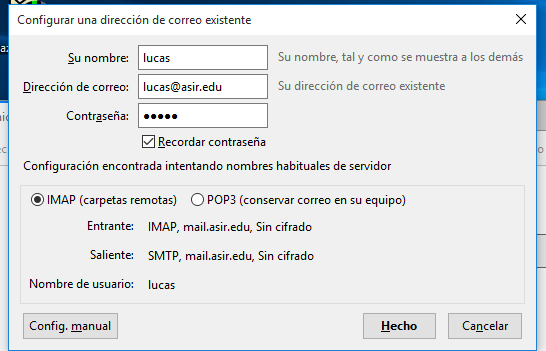 Configurar una dirección de correo existente
Su nombre: lucas Su nombre, tal y como se muestra a los demás
Dirección de correo: lucas@asir.edu Su dirección de correo existente
Contraseña: •••••
Recordar contraseña
Configuración encontrada intentando nombres habituales de servidor
IMAP (carpetas remotas) POP3 (conservar correo en su equipo)
Entrante: IMAP, mail.asir.edu, Sin cifrado
Saliente: SMTP, mail.asir.edu, Sin cifrado
Nombre de usuario: lucas
Config. manual Hecho Cancelar